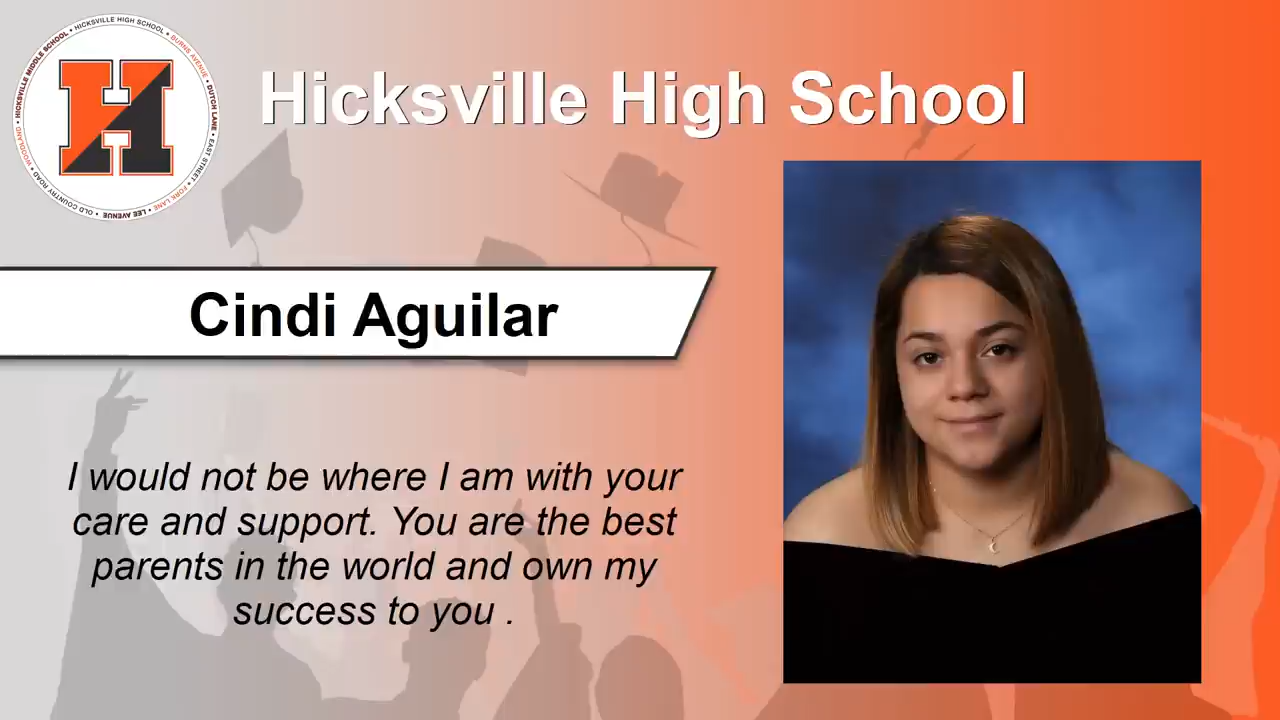 HICKSVILLE MIDDLE SCHOOL • HICKSVILLE HIGH SCHOOL • BURNS AVENUE • DUTCH LANE • EAST STREET • FORK LANE • LEE AVENUE • OLD COUNTRY ROAD • WOODLAND •
H
Hicksville High School
Cindi Aguilar
I would not be where I am with your
care and support. You are the best
parents in the world and own my
success to you .